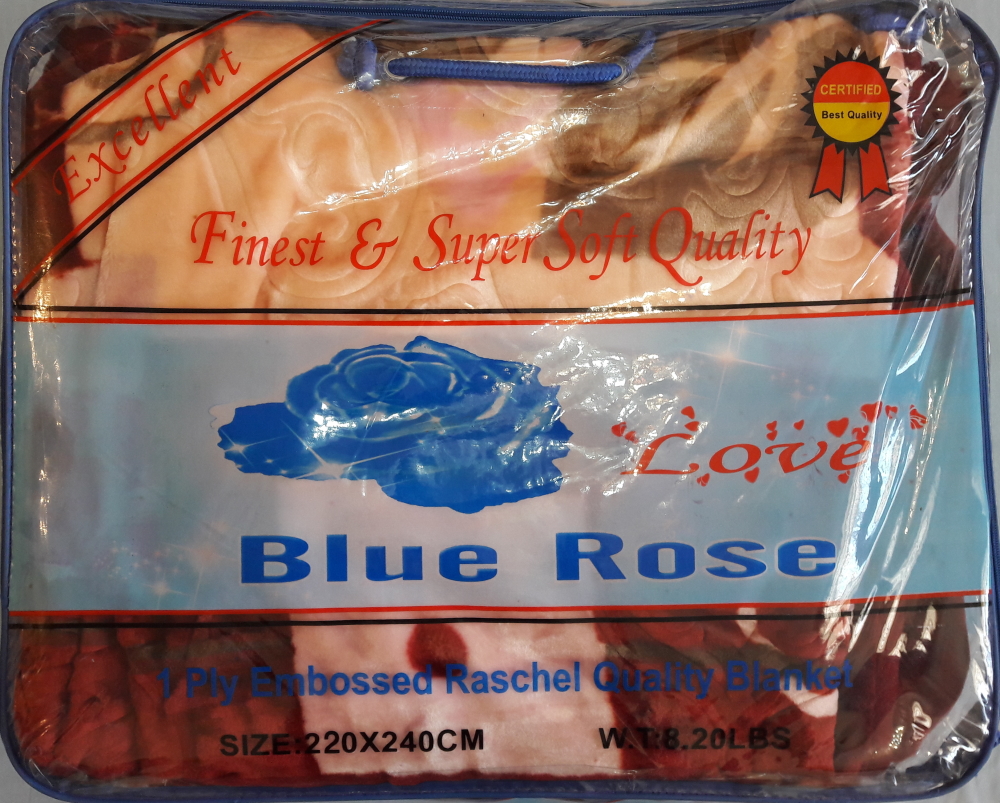 Excellent
CERTIFIED
Best Quality
Finest & Super Soft Quality
Love
Blue Rose
1 Ply Embossed Raschel Quality Blanket
SIZE:220X240CM W.T:8.20LBS